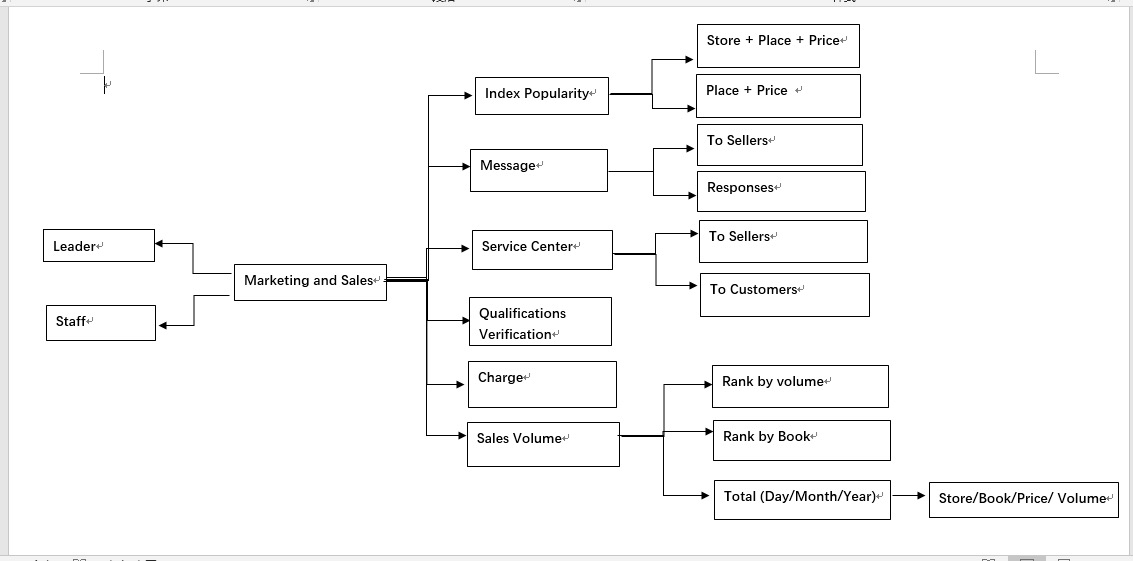 Store + Place + Price
Index Popularity
Place + Price
Message
To Sellers
Responses
Leader
Service Center
To Sellers
Marketing and Sales
To Customers
Staff
Qualifications
Verification
Charge
Rank by volume
Sales Volume
Rank by Book
Total (Day/Month/Year)
Store/Book/Price/ Volume